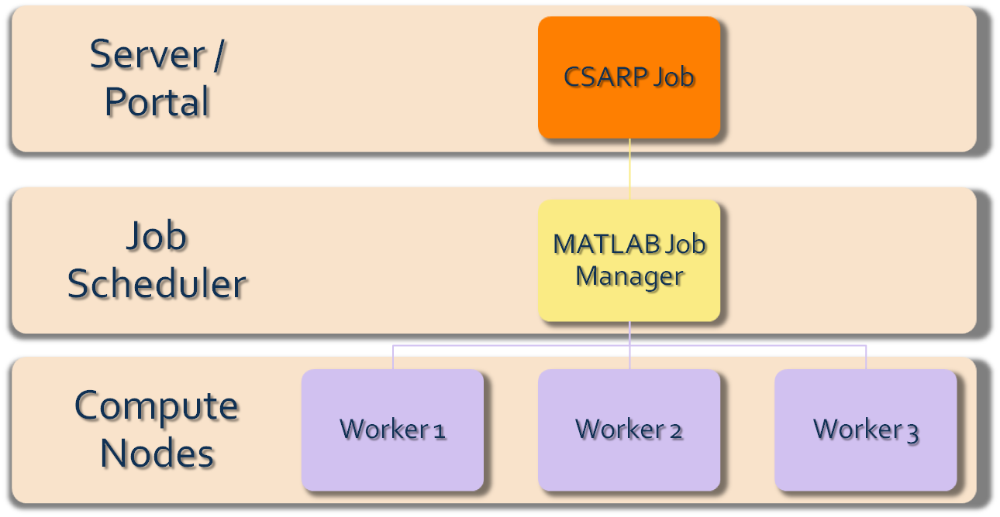 Server /
Portal
CSARP Job
Job
Scheduler
MATLAB Job
Manager
Compute
Nodes
Worker 1
Worker 2
Worker 3